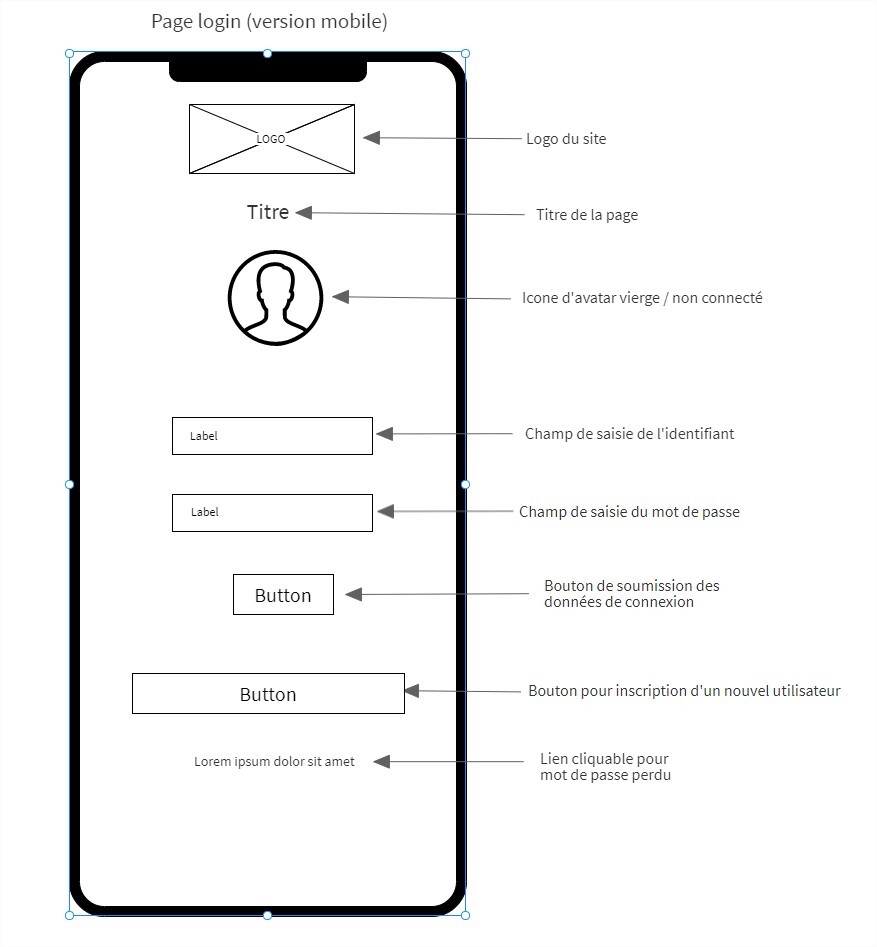 Page login (version mobile)
LOGO
Logo du site
Titre
Titre de la page
Icone d'avatar vierge / non connecté
Label
Champ de saisie de l'identifiant
Label
Champ de saisie du mot de passe
Button
Bouton de soumission des
données de connexion
Button
Bouton pour inscription d'un nouvel utilisateur
Lorem ipsum dolor sit amet
Lien cliquable pour
mot de passe perdu